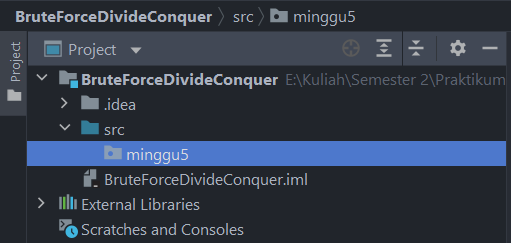 BruteForceDivideConquer > src > minggu5
Project
Project
BruteForceDivideConquer E:\Kuliah\Semester 2\Praktikum
.idea
src
minggu5
BruteForceDivideConquer.iml
External Libraries
Scratches and Consoles